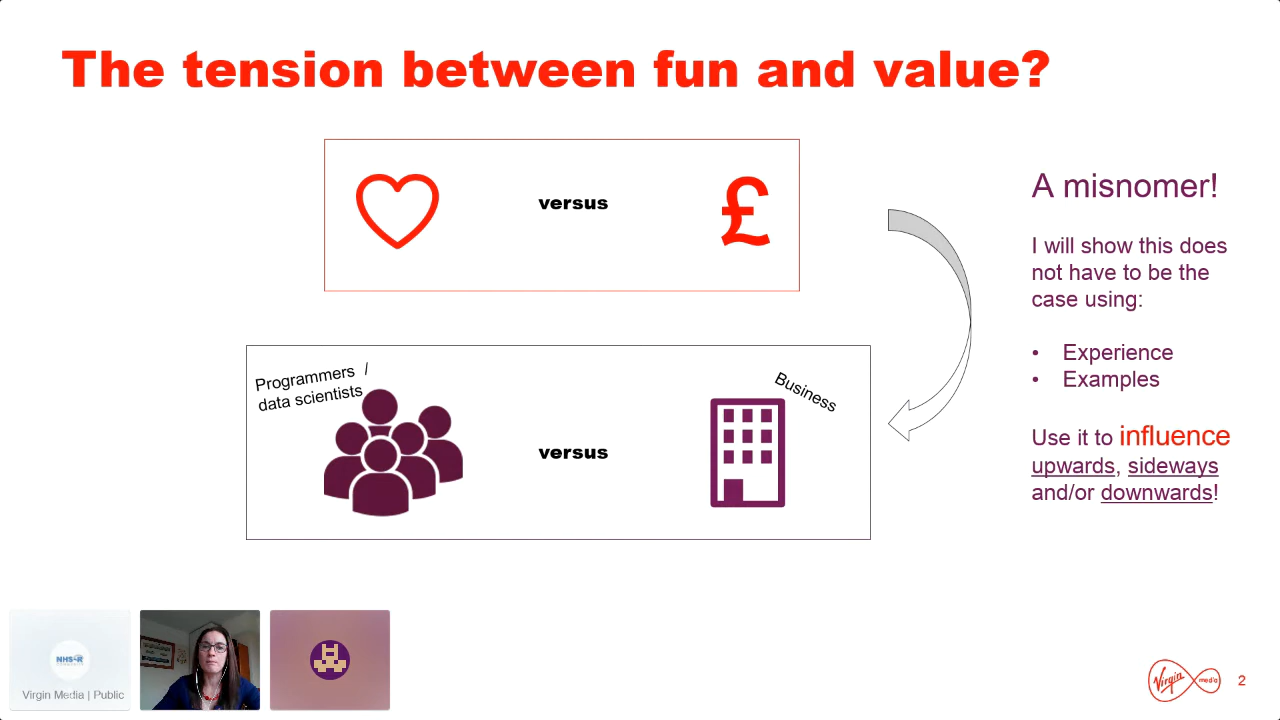 The tension between fun and value?
versus
£
A misnomer!
I will show this does
not have to be the
case using:
• Experience
• Examples
Use it to influence
upwards, sideways
and/or downwards!
Programmers /
data scientists
versus
Business
NHS-R
Virgin Media | Public
Virgin media
2